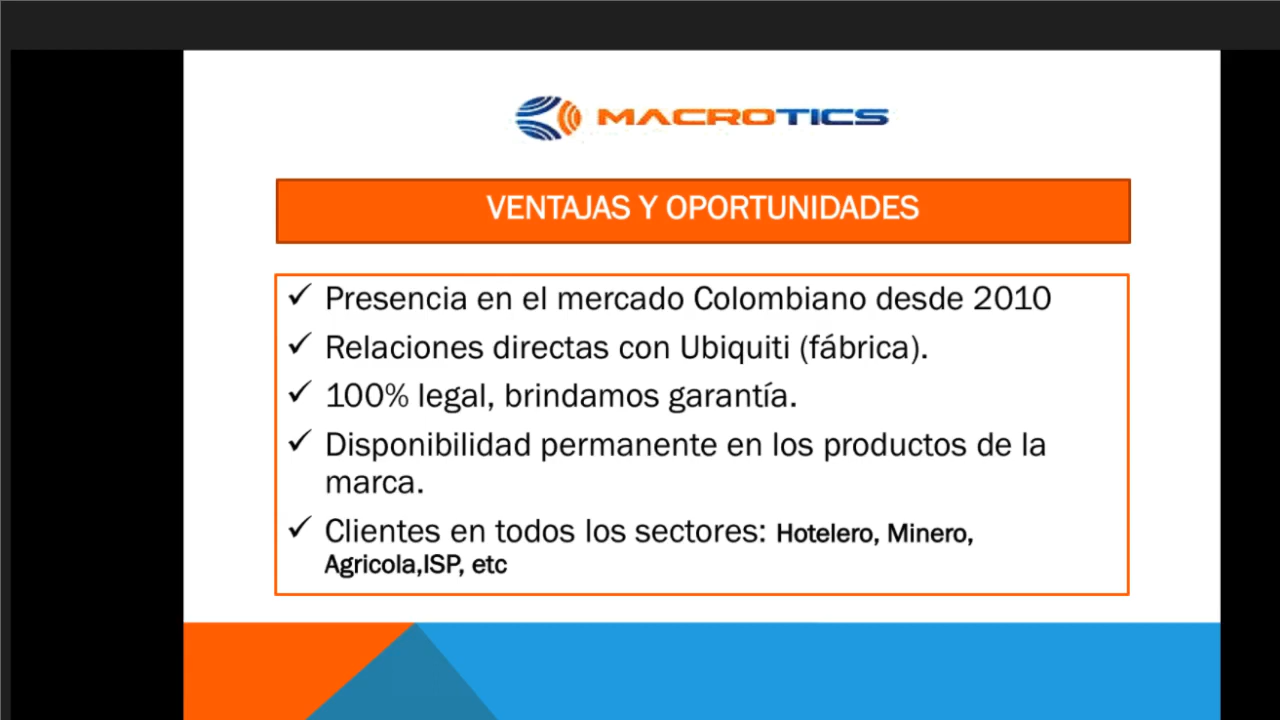 MACROTICS
VENTAJAS Y OPORTUNIDADES
✓ Presencia en el mercado Colombiano desde 2010
✓ Relaciones directas con Ubiquiti (fábrica).
✓ 100% legal, brindamos garantía.
✓ Disponibilidad permanente en los productos de la
marca.
✓ Clientes en todos los sectores: Hotelero, Minero,
Agricola,ISP, etc